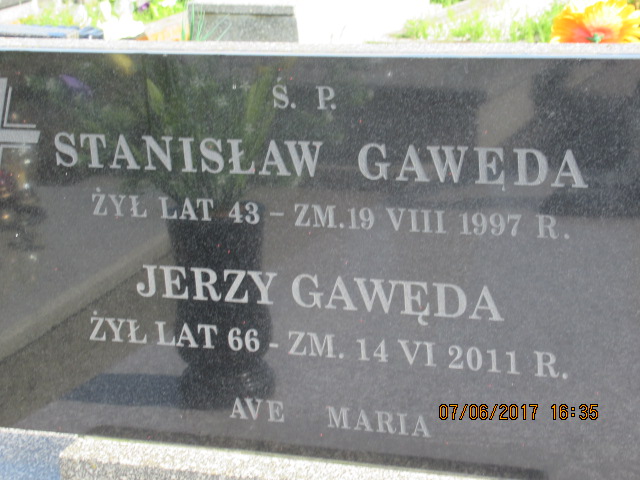 Ś. P.
STANISŁAW GAWĘDA
ŻYŁ LAT 43 – ZM.19 VIII 1997 R.
JERZY GAWĘDA
ŻYŁ LAT 66 – ZM. 14 VI 2011 R.
AVE MARIA
07/06/2017 16:35